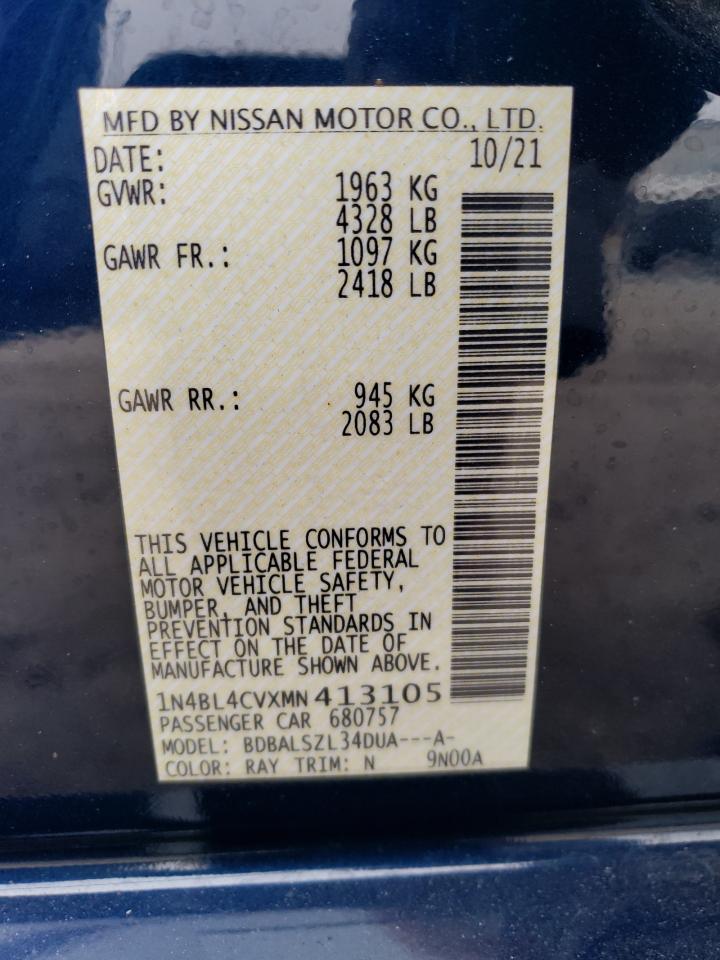 MFD BY NISSAN MOTOR CO., LTD.
DATE: 10/21
GVWR: 1963 KG
4328 LB
GAWR FR.: 1097 KG
2418 LB
GAWR RR.: 945 KG
2083 LB
THIS VEHICLE CONFORMS TO
ALL APPLICABLE FEDERAL
MOTOR VEHICLE SAFETY,
BUMPER, AND THEFT
PREVENTION STANDARDS IN
EFFECT ON THE DATE OF
MANUFACTURE SHOWN ABOVE.
1N4BL4CVXMN 413105
PASSENGER CAR 680757
MODEL: BDBALSZL34DUA---A-
COLOR: RAY TRIM: N 9N00A